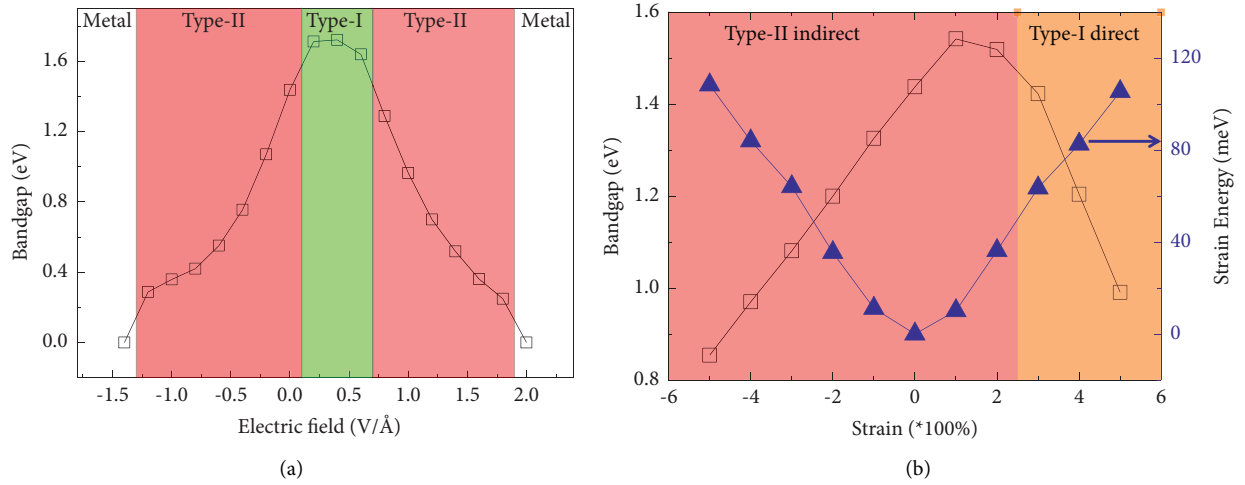 Metal Type-II Type-I Type-II Metal
1.6
1.2
0.8
0.4
0.0
Bandgap (eV)
-1.5 -1.0 -0.5 0.0 0.5 1.0 1.5 2.0
Electric field (V/Å)
(a)
Type-II indirect Type-I direct
1.6
1.4
1.2
1.0
0.8
Bandgap (eV)
120
80
40
0
Strain Energy (meV)
-6 -4 -2 0 2 4 6
Strain (*100%)
(b)